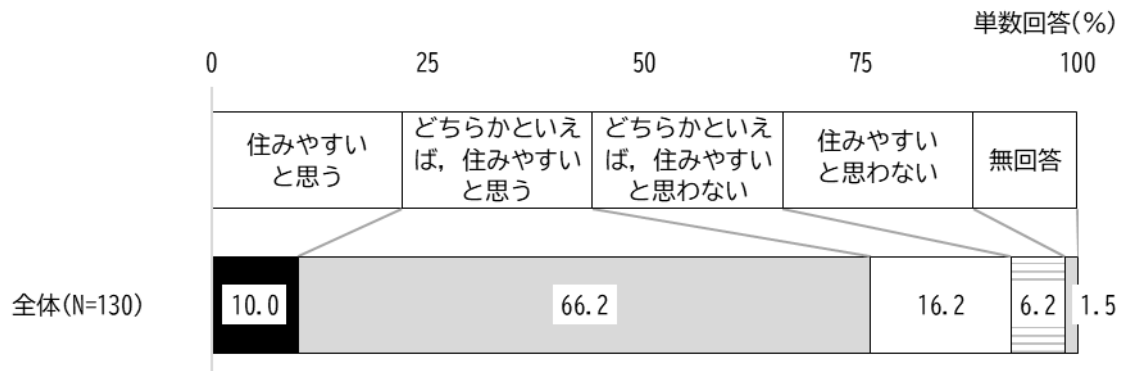 単数回答(%)
0 25 50 75 100
住みやすい
と思う
どちらかといえ
ば，住みやすい
と思う
どちらかといえ
ば，住みやすい
と思わない
住みやすい
と思わない
無回答
全体(N=130) 10.0 66.2 16.2 6.2 1.5